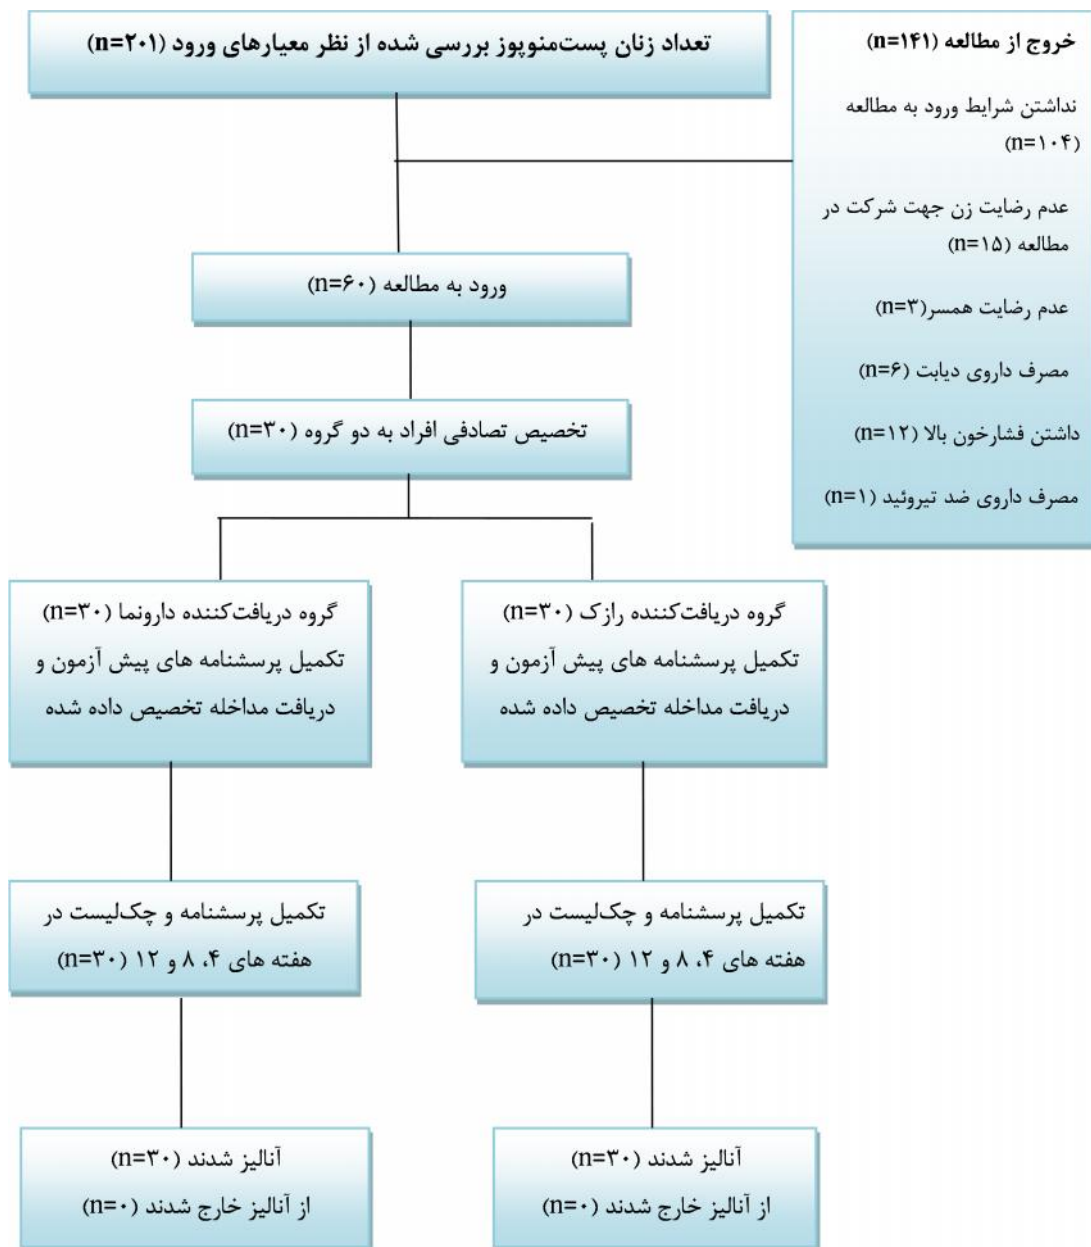 تعداد زنان پست‌منوپوز بررسی شده از نظر معیارهای ورود (n=۲۰۱)
خروج از مطالعه (n=۱۴۱)
نداشتن شرایط ورود به مطالعه
(n=۱۰۴)
عدم رضایت زن جهت شرکت در
مطالعه (n=۱۵)
عدم رضایت همسر(n=۳)
مصرف داروی دیابت (n=۶)
داشتن فشارخون بالا (n=۱۲)
مصرف داروی ضد تیروئید (n=۱)
ورود به مطالعه (n=۶۰)
تخصیص تصادفی افراد به دو گروه (n=۳۰)
گروه دریافت‌کننده رازک (n=۳۰)
تکمیل پرسشنامه های پیش آزمون و
دریافت مداخله تخصیص داده شده
گروه دریافت‌کننده دارونما (n=۳۰)
تکمیل پرسشنامه های پیش آزمون و
دریافت مداخله تخصیص داده شده
تکمیل پرسشنامه و چک‌لیست در
هفته های ۴، ۸ و ۱۲ (n=۳۰)
تکمیل پرسشنامه و چک‌لیست در
هفته های ۴، ۸ و ۱۲ (n=۳۰)
آنالیز شدند (n=۳۰)
از آنالیز خارج شدند (n=۰)
آنالیز شدند (n=۳۰)
از آنالیز خارج شدند (n=۰)